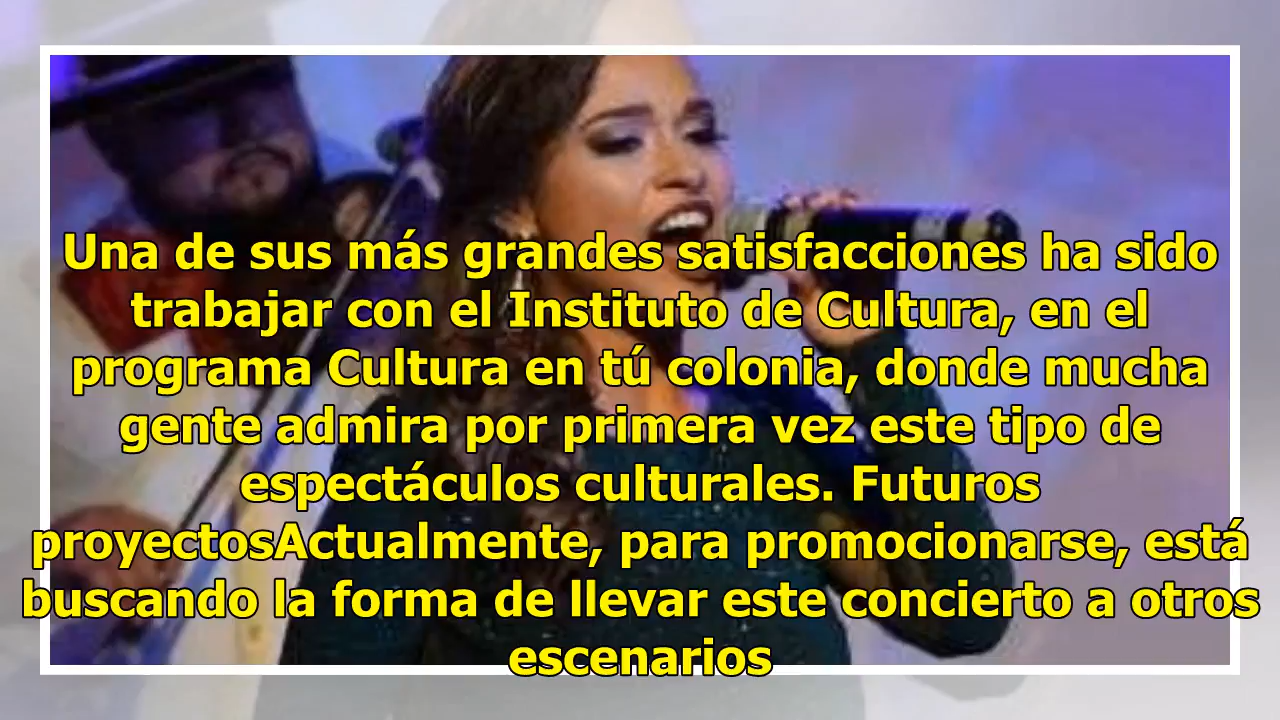 Una de sus más grandes satisfacciones ha sido
trabajar con el Instituto de Cultura, en el
programa Cultura en tú colonia, donde mucha
gente admira por primera vez este tipo de
espectáculos culturales. Futuros
proyectosActualmente, para promocionarse, está
buscando la forma de llevar este concierto a otros
escenarios